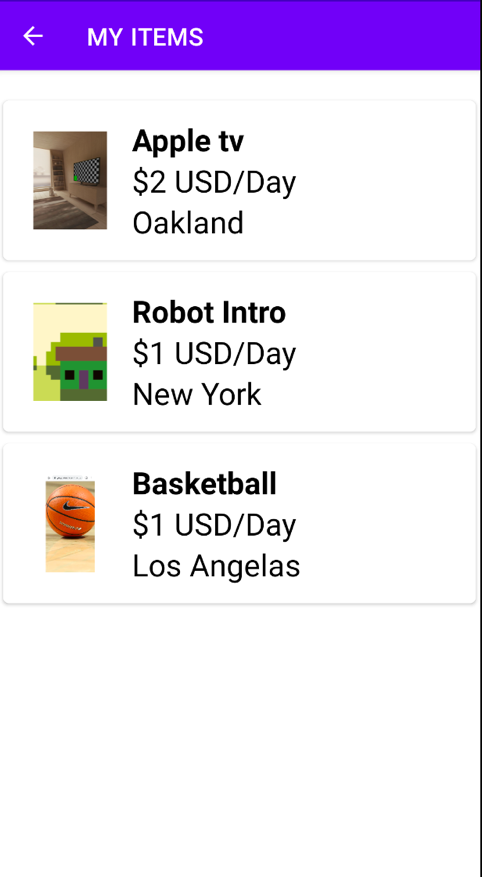 MY ITEMS
Apple tv
$2 USD/Day
Oakland
Robot Intro
$1 USD/Day
New York
Basketball
$1 USD/Day
Los Angelas